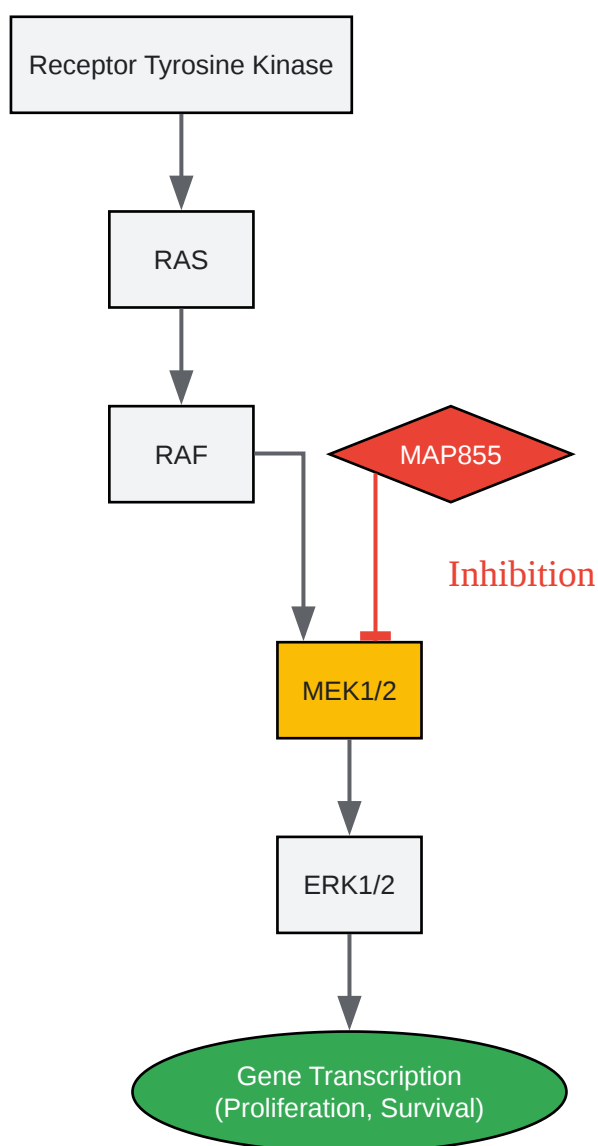 Receptor Tyrosine Kinase
RAS
RAF
MAP855
Inhibition
MEK1/2
ERK1/2
Gene Transcription
(Proliferation, Survival)